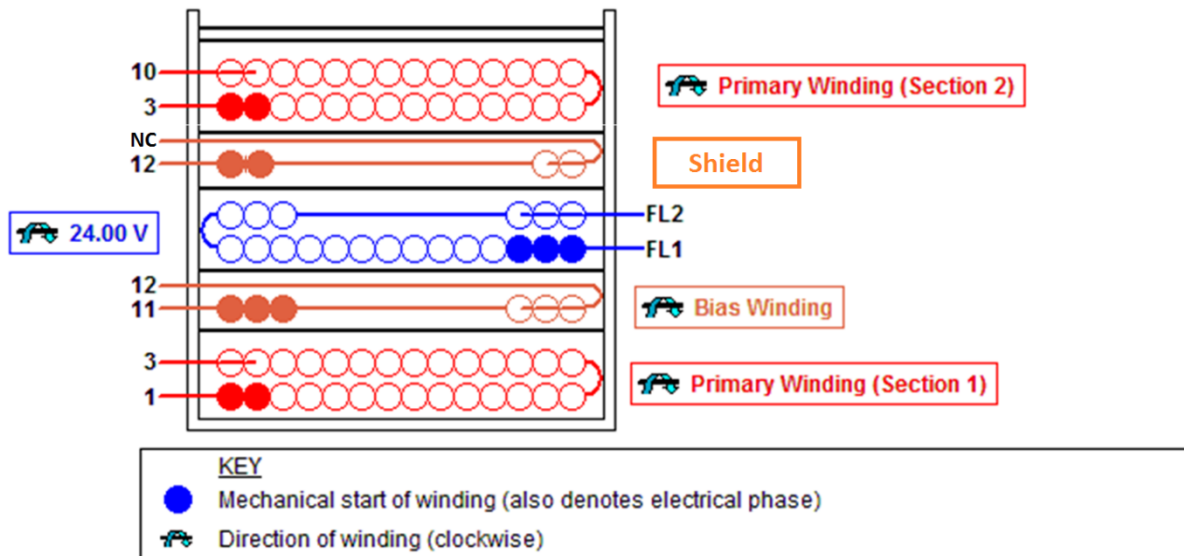 10
Primary Winding (Section 2)
3
NC
12
Shield
FL2
24.00 V
FL1
12
11
Bias Winding
3
1
Primary Winding (Section 1)
KEY
Mechanical start of winding (also denotes electrical phase)
Direction of winding (clockwise)